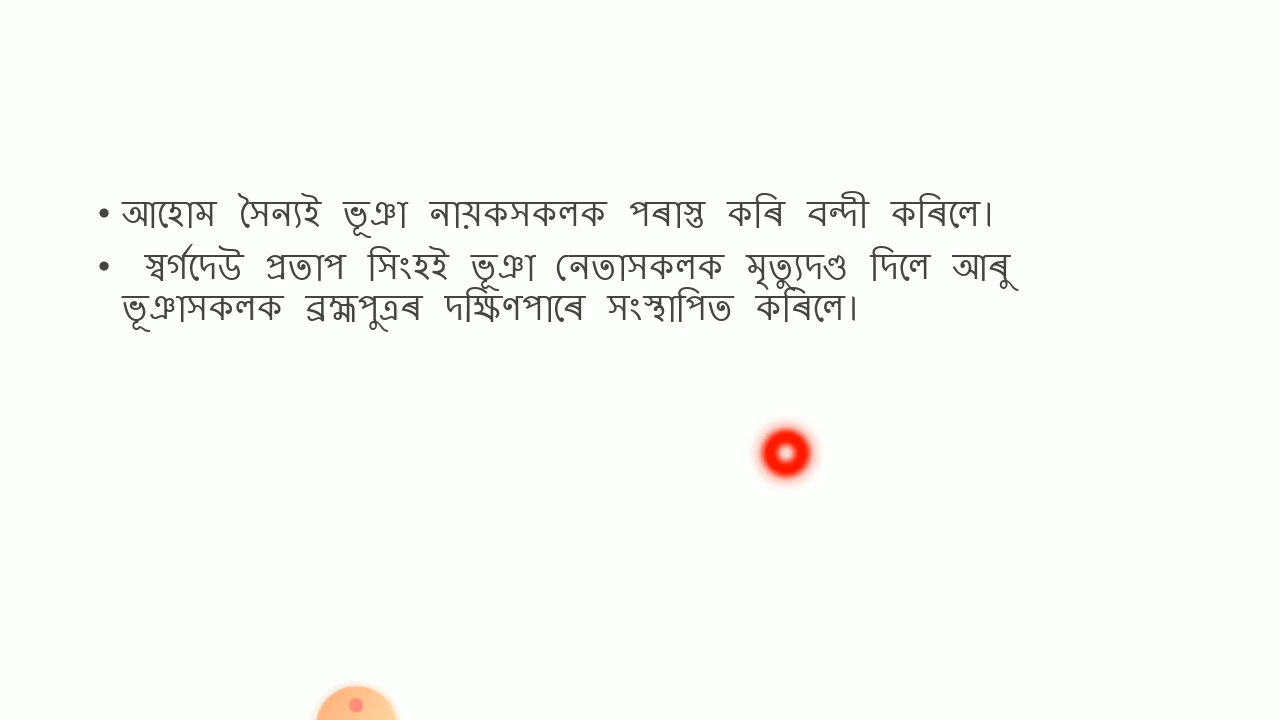 • আহোম সৈন্যই ভূঞা নায়কসকলক পৰাস্ত কৰি বন্দী কৰিলে।
• স্বৰ্গদেউ প্ৰতাপ সিংহই ভূঞা নেতাসকলক মৃত্যুদণ্ড দিলে আৰু
ভূঞাসকলক ব্ৰহ্মপুত্ৰৰ দক্ষিণপাৰে সংস্থাপিত কৰিলে।